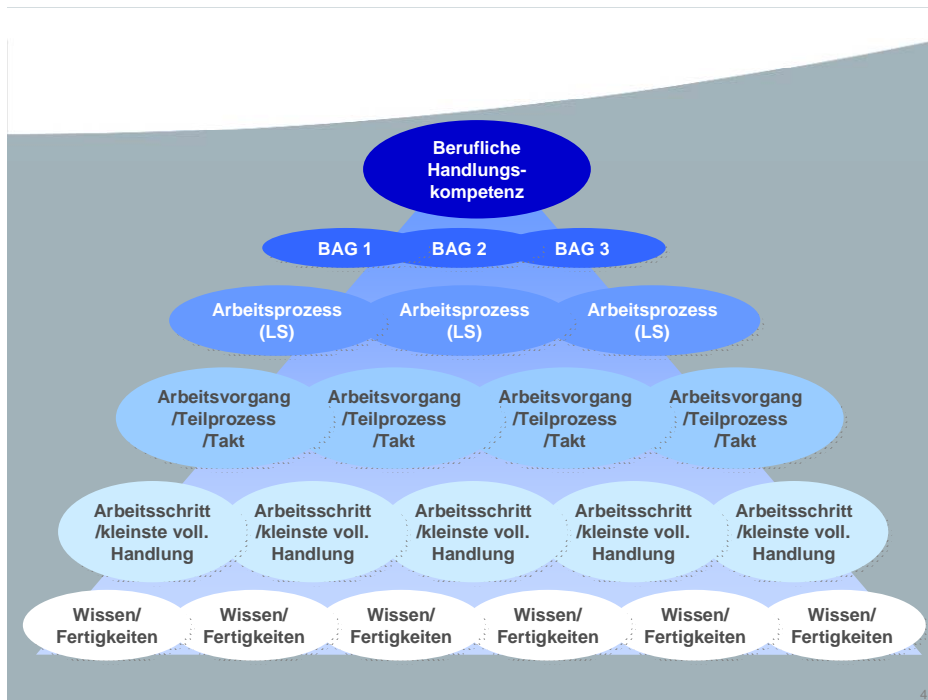 Berufliche
Handlungs-
kompetenz
BAG 1 BAG 2 BAG 3
Arbeitsprozess Arbeitsprozess Arbeitsprozess
(LS) (LS) (LS)
Arbeitsvorgang Arbeitsvorgang Arbeitsvorgang Arbeitsvorgang
/Teilprozess /Teilprozess /Teilprozess /Teilprozess
/Takt /Takt /Takt /Takt
Arbeitsschritt Arbeitsschritt Arbeitsschritt Arbeitsschritt Arbeitsschritt
/kleinste voll. /kleinste voll. /kleinste voll. /kleinste voll. /kleinste voll.
Handlung Handlung Handlung Handlung Handlung
Wissen/ Wissen/ Wissen/ Wissen/ Wissen/ Wissen/
Fertigkeiten Fertigkeiten Fertigkeiten Fertigkeiten Fertigkeiten Fertigkeiten
4